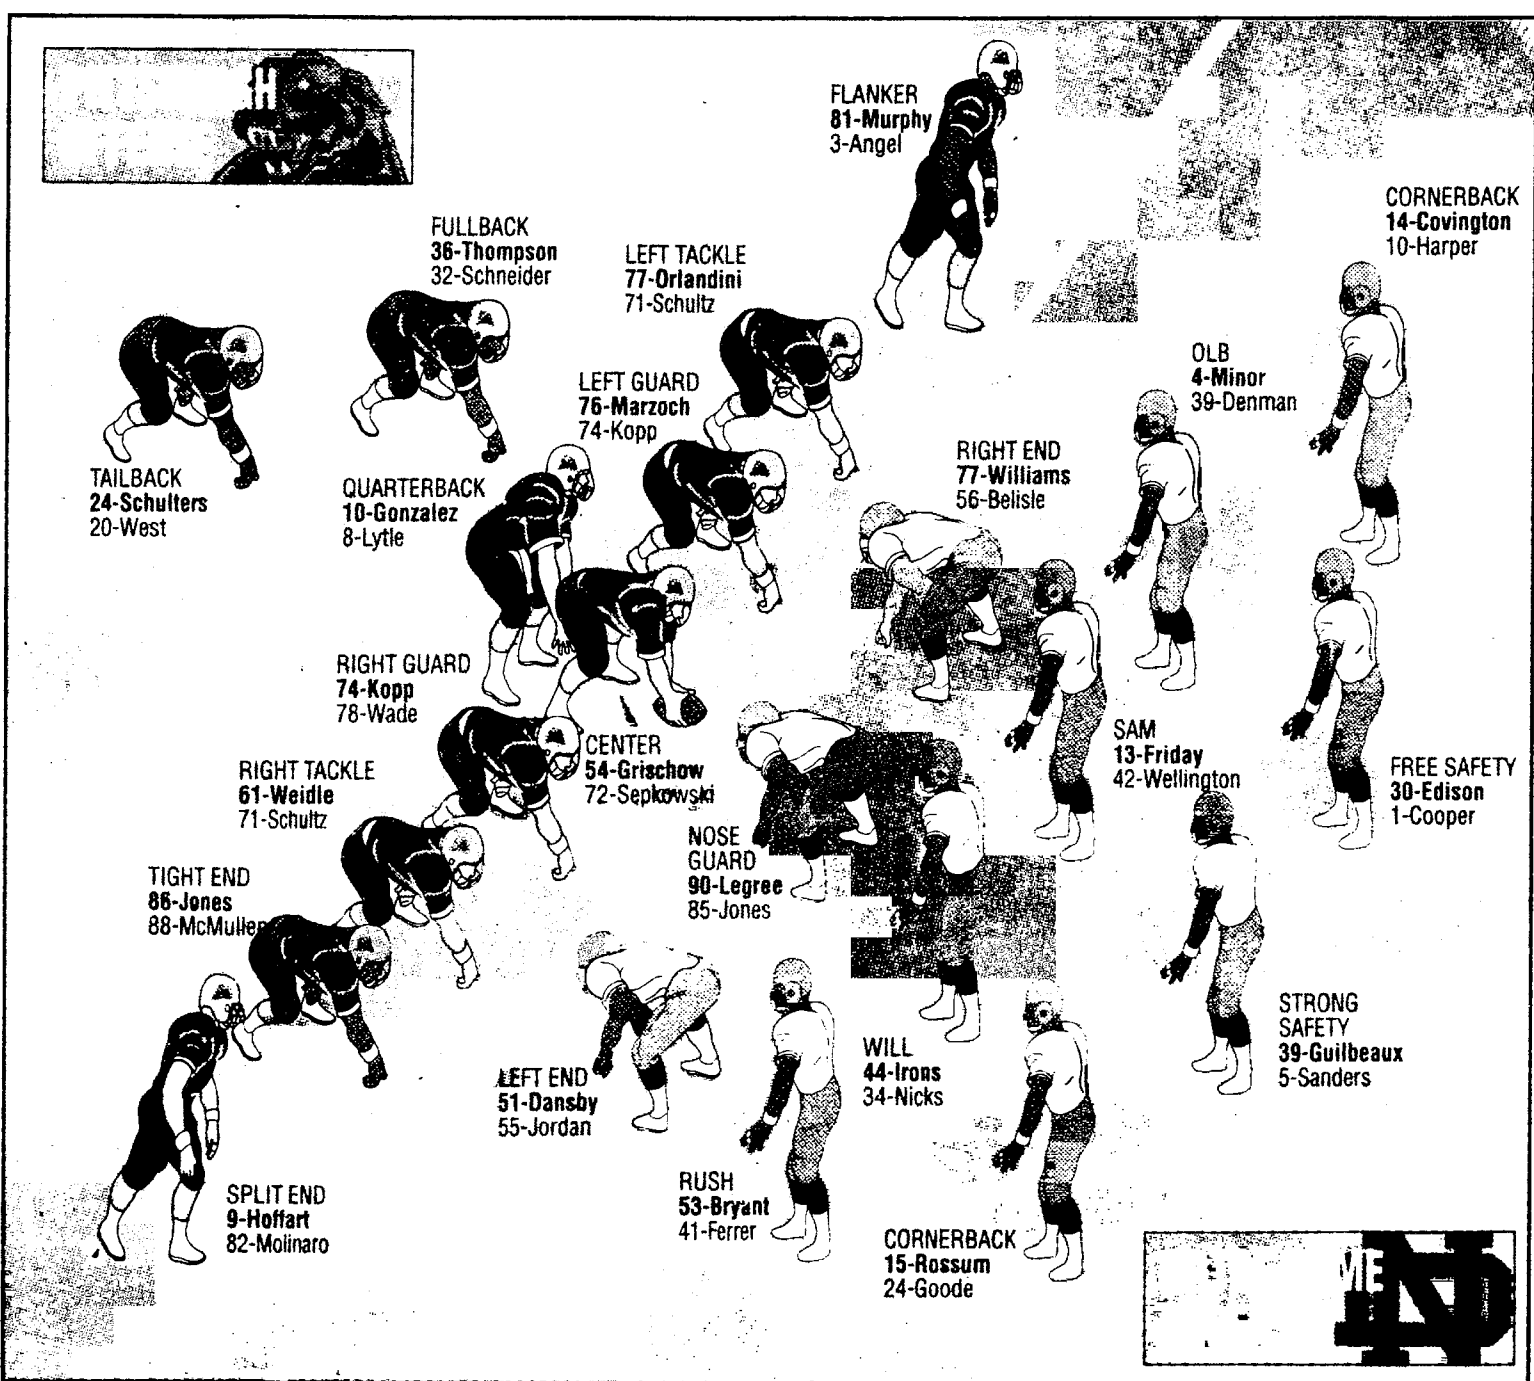 FLANKER
81-Murphy
3-Angel
CORNERBACK
14-Covington
10-Harper
FULLBACK
36-Thompson
32-Schneider
LEFT TACKLE
77-Orlandini
71-Schultz
OLB
4-Minor
39-Denman
LEFT GUARD
76-Marzoch
74-Kopp
RIGHT END
77-Williams
56-Belisle
TAILBACK
24-Schulters
20-West
QUARTERBACK
10-Gonzalez
8-Lytle
RIGHT GUARD
74-Kopp
78-Wade
CENTER
54-Grischow
72-Sepkowski
SAM
13-Friday
42-Wellington
FREE SAFETY
30-Edison
1-Cooper
RIGHT TACKLE
61-Weidle
71-Schultz
NOSE
GUARD
90-Legree
85-Jones
TIGHT END
86-Jones
88-McMullen
STRONG
SAFETY
39-Guilbeaux
5-Sanders
WILL
44-Irons
34-Nicks
LEFT END
51-Dansby
55-Jordan
RUSH
53-Bryant
41-Ferrer
SPLIT END
9-Hoffart
82-Molinaro
CORNERBACK
15-Rossum
24-Goode
ND